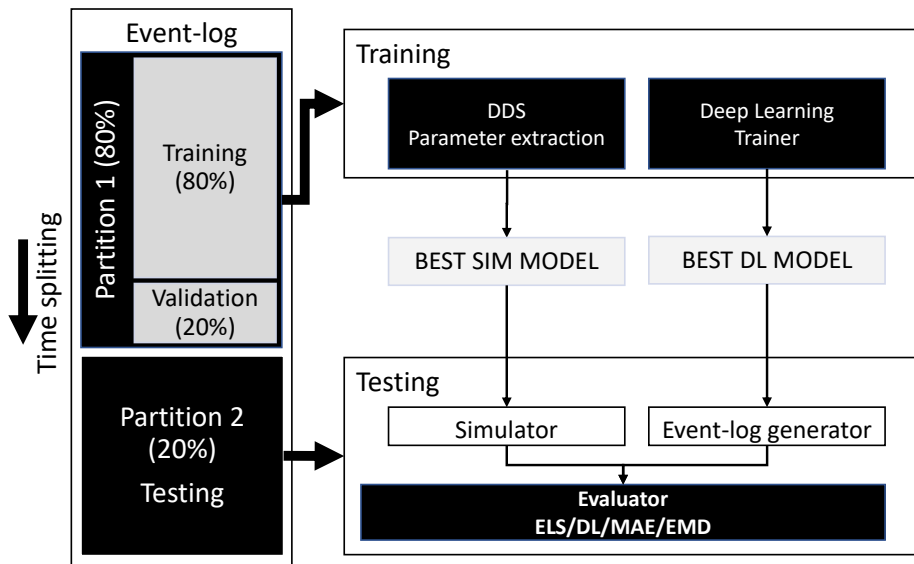 Time splitting
Event-log
Partition 1 (80%)
Training
(80%)
Validation
(20%)
Partition 2
(20%)
Testing
Training
DDS
Parameter extraction
Deep Learning
Trainer
BEST SIM MODEL
BEST DL MODEL
Testing
Simulator
Event-log generator
Evaluator
ELS/DL/MAE/EMD